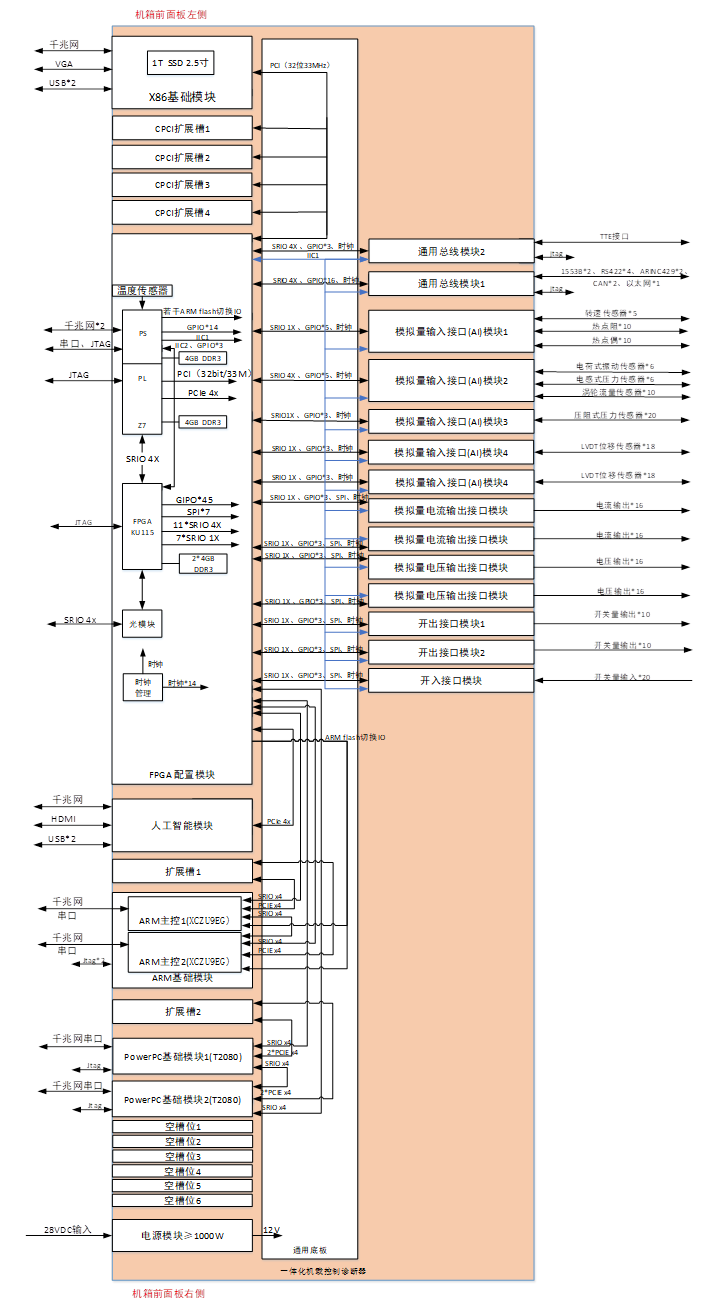 机箱前面板左侧
千兆网
VGA
USB*2
1T SSD 2.5寸
X86基础模块
PCI（32位33MHz）
CPCI扩展槽1
CPCI扩展槽2
CPCI扩展槽3
CPCI扩展槽4
SRIO 4X 、GPIO*3、时钟
IIC1
通用总线模块2
TTE接口
jtag
SRIO 4X、GPIO*16、时钟
通用总线模块1
1553B*2、RS422*4、ARINC429*2、
CAN*2、以太网*1
jtag
温度传感器
若干ARM flash切换IO
千兆网*2
串口、JTAG
PS
GPIO*14
IIC1
IIC2、GPIO*3
4GB DDR3
SRIO 1X 、GPIO*5、时钟
模拟量输入接口(AI)模块1
转速传感器*5
热点阻*10
热点偶*10
JTAG
PL
PCI（32bit/33M）
PCIe 4x
4GB DDR3
Z7
SRIO 4X、GPIO*5、时钟
模拟量输入接口(AI)模块2
电荷式振动传感器*6
电感式压力传感器*6
涡轮流量传感器*10
SRIO1X 、GPIO*3、时钟
模拟量输入接口(AI)模块3
压阻式压力传感器*20
SRIO 4X
SRIO 1X 、GPIO*3、时钟
模拟量输入接口(AI)模块4
LVDT位移传感器*18
SRIO 1X 、GPIO*3、时钟
模拟量输入接口(AI)模块4
LVDT位移传感器*18
JTAG
FPGA
KU115
GIPO*45
SPI*7
11*SRIO 4X
7*SRIO 1X
2*4GB
DDR3
SRIO 1X 、GPIO*3、SPI、时钟
模拟量电流输出接口模块
电流输出*16
SRIO 1X 、GPIO*3、SPI、时钟
模拟量电流输出接口模块
电流输出*16
SRIO 1X 、GPIO*3、SPI、时钟
模拟量电压输出接口模块
电压输出*16
SRIO 1X 、GPIO*3、SPI、时钟
模拟量电压输出接口模块
电压输出*16
SRIO 4x
光模块
SRIO 1X 、GPIO*3、SPI、时钟
开出接口模块1
开关量输出*10
SRIO 1X 、GPIO*3、SPI、时钟
开出接口模块2
开关量输出*10
时钟
时钟
管理
时钟*14
SRIO 1X 、GPIO*3、SPI、时钟
开入接口模块
开关量输入*20
ARM flash切换IO
FPGA 配置模块
千兆网
HDMI
USB*2
人工智能模块
PCIe 4x
扩展槽1
千兆网
串口
ARM主控1(XCZU9EG）
SRIO x4
PCIE x4
SRIO x4
千兆网
串口
Jtag*2
ARM主控2(XCZU9EG）
SRIO x4
PCIE x4
ARM基础模块
扩展槽2
千兆网串口
Jtag
PowerPC基础模块1(T2080)
SRIO x4
2*PCIE x4
SRIO x4
千兆网串口
Jtag
PowerPC基础模块2(T2080)
2*PCIE x4
SRIO x4
空槽位1
空槽位2
空槽位3
空槽位4
空槽位5
空槽位6
28VDC输入
电源模块≥1000W
12V
通用底板
一体化机载控制诊断器
机箱前面板右侧